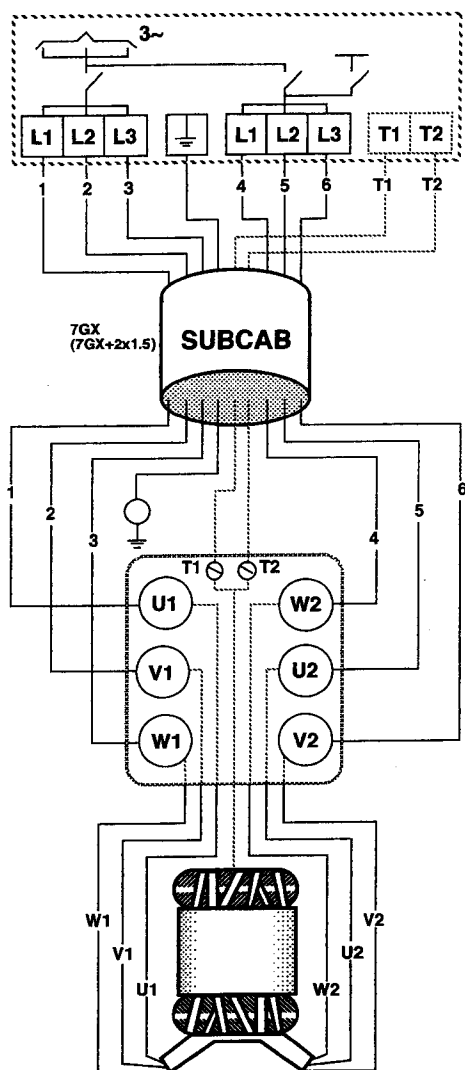 3~
L1 L2 L3 L1 L2 L3 T1 T2
1 2 3 4 5 6 T1 T2
7GX
(7GX+2x1.5)
SUBCAB
1 2 3 4 5 6
T1 T2
U1 W2
V1 U2
W1 V2
W1 V1 U1 W2 U2 V2